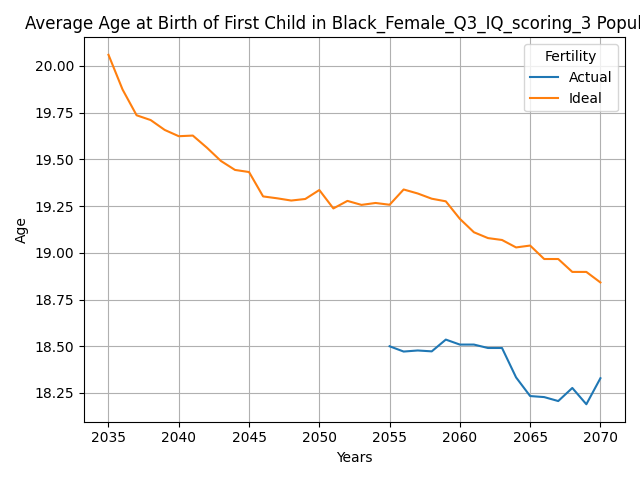 Average Age at Birth of First Child in Black_Female_Q3_IQ_scoring_3 Popul
Fertility
Actual
Ideal
20.00
19.75
19.50
19.25
19.00
18.75
18.50
18.25
Age
2035 2040 2045 2050 2055 2060 2065 2070
Years